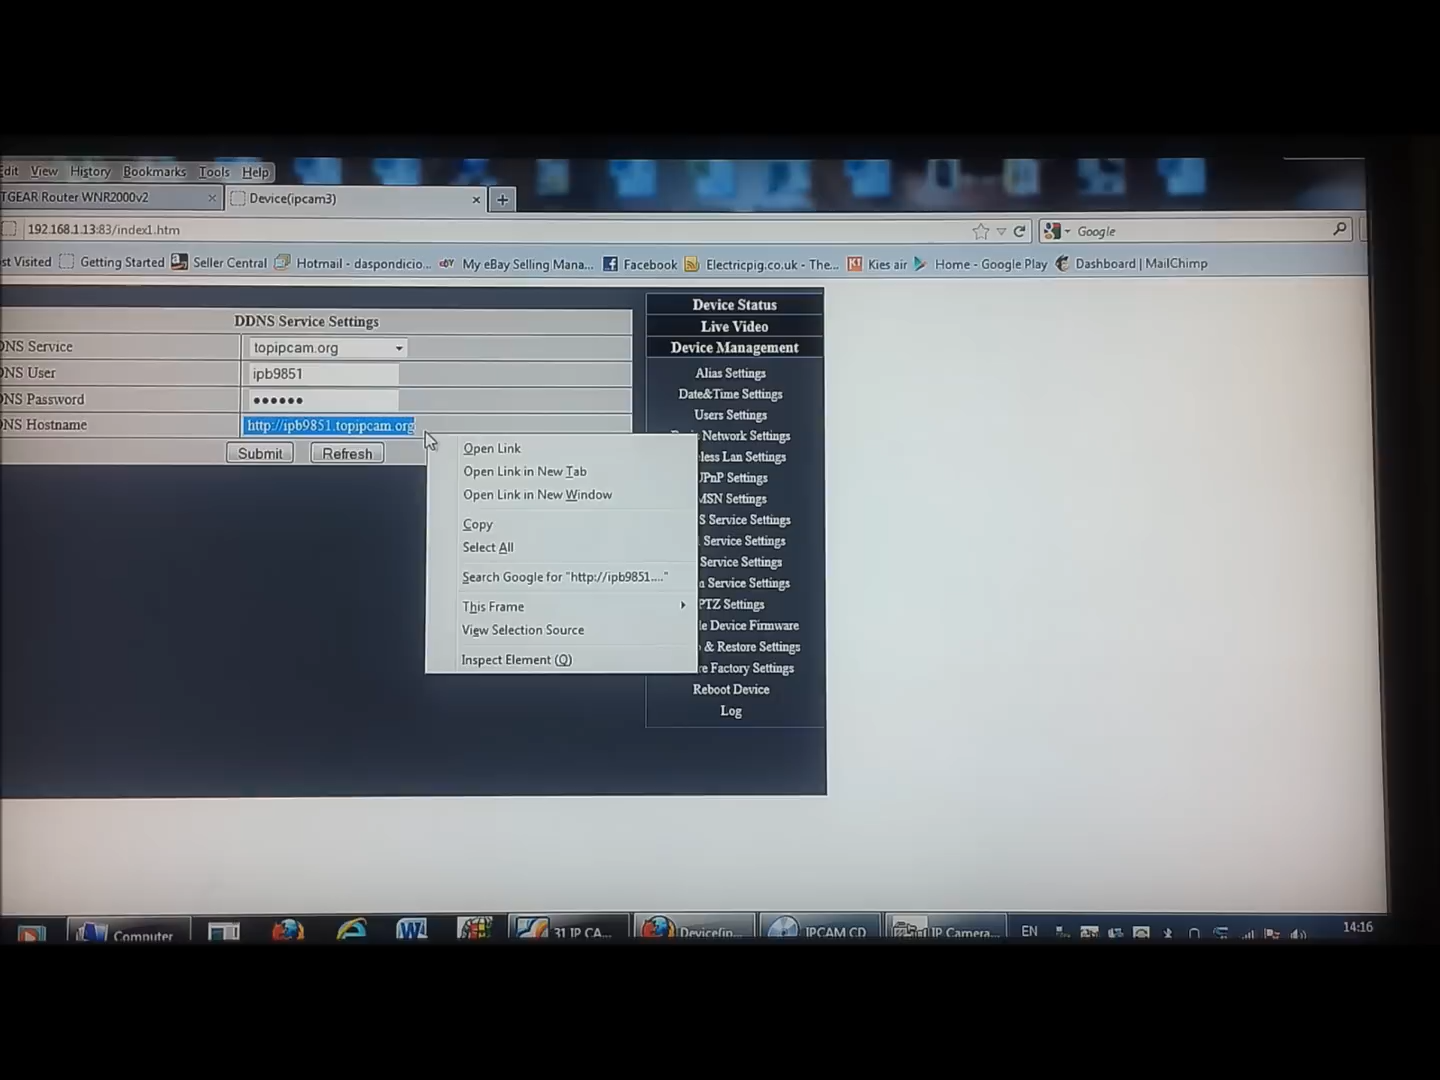 Edit View History Bookmarks Tools Help
TGEAR Router WNR2000v2 × Device(ipcam3) × +
192.168.1.13:83/index1.htm Google
st Visited Getting Started Seller Central Hotmail - daspondicio... My eBay Selling Mana... Facebook Electricpig.co.uk - The... Kies air Home - Google Play Dashboard | MailChimp
DDNS Service Settings
DNS Service topipcam.org
DNS User ipb9851
DNS Password ••••••
DNS Hostname http://ipb9851.topipcam.org
Submit Refresh
Open Link
Open Link in New Tab
Open Link in New Window
Copy
Select All
Search Google for "http://ipb9851...."
This Frame
View Selection Source
Inspect Element (Q)
Device Status
Live Video
Device Management
Alias Settings
Date&Time Settings
Users Settings
Network Settings
less Lan Settings
UPnP Settings
MSN Settings
S Service Settings
Service Settings
Service Settings
Service Settings
PTZ Settings
e Device Firmware
& Restore Settings
re Factory Settings
Reboot Device
Log
Computer 31 IP CA... Device(ip... IPCAM CD IP Camera... EN 14:16